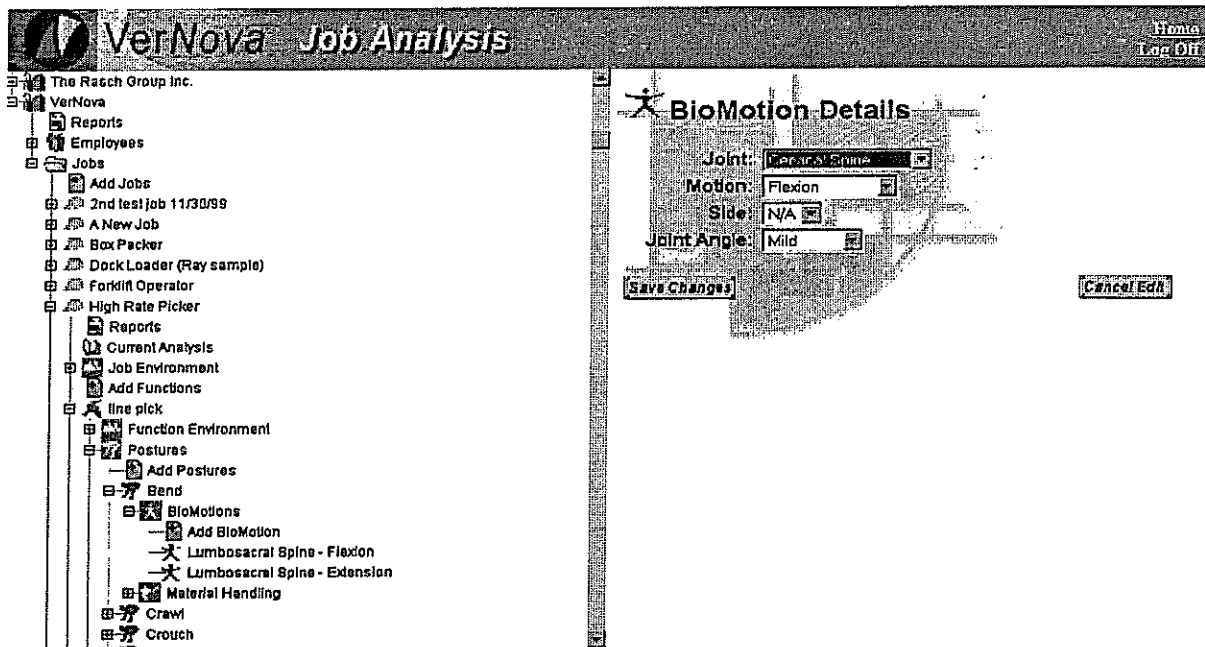 VerNova Job Analysis
Home
Log Off
The Rasch Group Inc.
VerNova
Reports
Employees
Jobs
Add Jobs
2nd test job 11/30/99
A New Job
Box Packer
Dock Loader (Ray sample)
Forklift Operator
High Rate Picker
Reports
Current Analysis
Job Environment
Add Functions
line pick
Function Environment
Postures
Add Postures
Bend
BioMotions
Add BioMotion
Lumbosacral Spine - Flexion
Lumbosacral Spine - Extension
Material Handling
Crawl
Crouch
BioMotion Details
Joint: Spine
Motion: Flexion
Side: N/A
Joint Angle: Mild
Save Changes
Cancel Edit